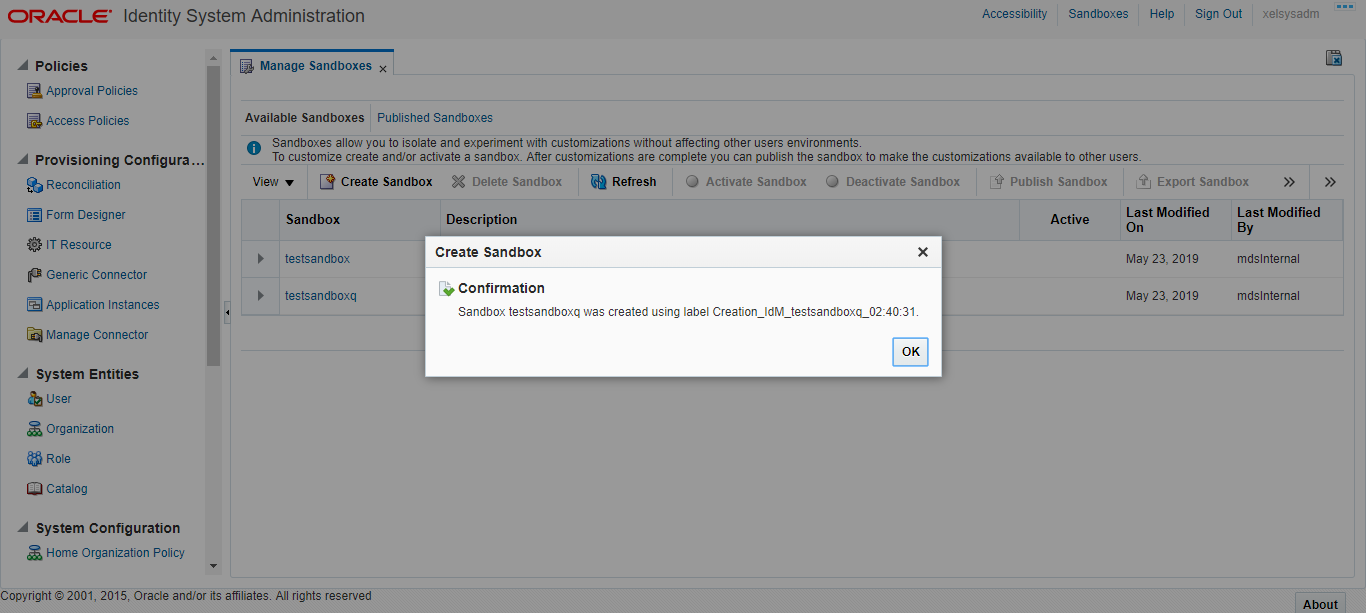 ORACLE® Identity System Administration
Accessibility Sandboxes Help Sign Out xelsysadm
Policies
Approval Policies
Access Policies
Provisioning Configura...
Reconciliation
Form Designer
IT Resource
Generic Connector
Application Instances
Manage Connector
System Entities
User
Organization
Role
Catalog
System Configuration
Home Organization Policy
Manage Sandboxes
Available Sandboxes Published Sandboxes
Sandboxes allow you to isolate and experiment with customizations without affecting other users environments.
To customize create and/or activate a sandbox. After customizations are complete you can publish the sandbox to make the customizations available to other users.
View Create Sandbox Delete Sandbox Refresh Activate Sandbox Deactivate Sandbox Publish Sandbox Export Sandbox
Sandbox Description Active Last Modified On Last Modified By
testsandbox May 23, 2019 mdsInternal
testsandboxq May 23, 2019 mdsInternal
Create Sandbox
Confirmation
Sandbox testsandboxq was created using label Creation_IdM_testsandboxq_02:40:31.
OK
Copyright © 2001, 2015, Oracle and/or its affiliates. All rights reserved
About